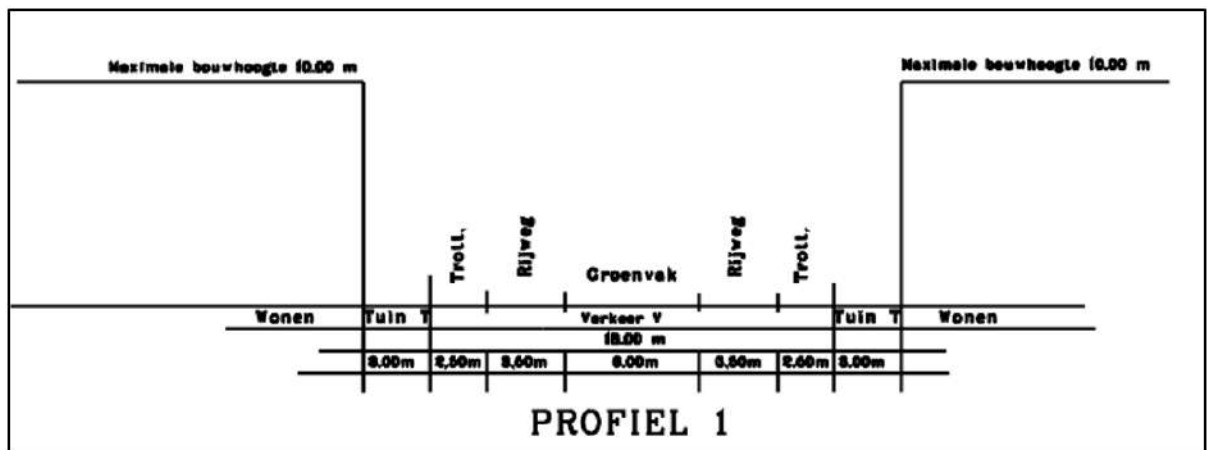 Maximale bouwhoogte 10.00 m
Maximale bouwhoogte 10.00 m
Trott.
Rijweg
Groenvak
Rijweg
Trott.
Wonen
Tuin T
Verkeer V
Tuin T
Wonen
18.00 m
3.00m
2,50m
3,50m
6.00m
3,50m
2.50m
3.00m
PROFIEL 1